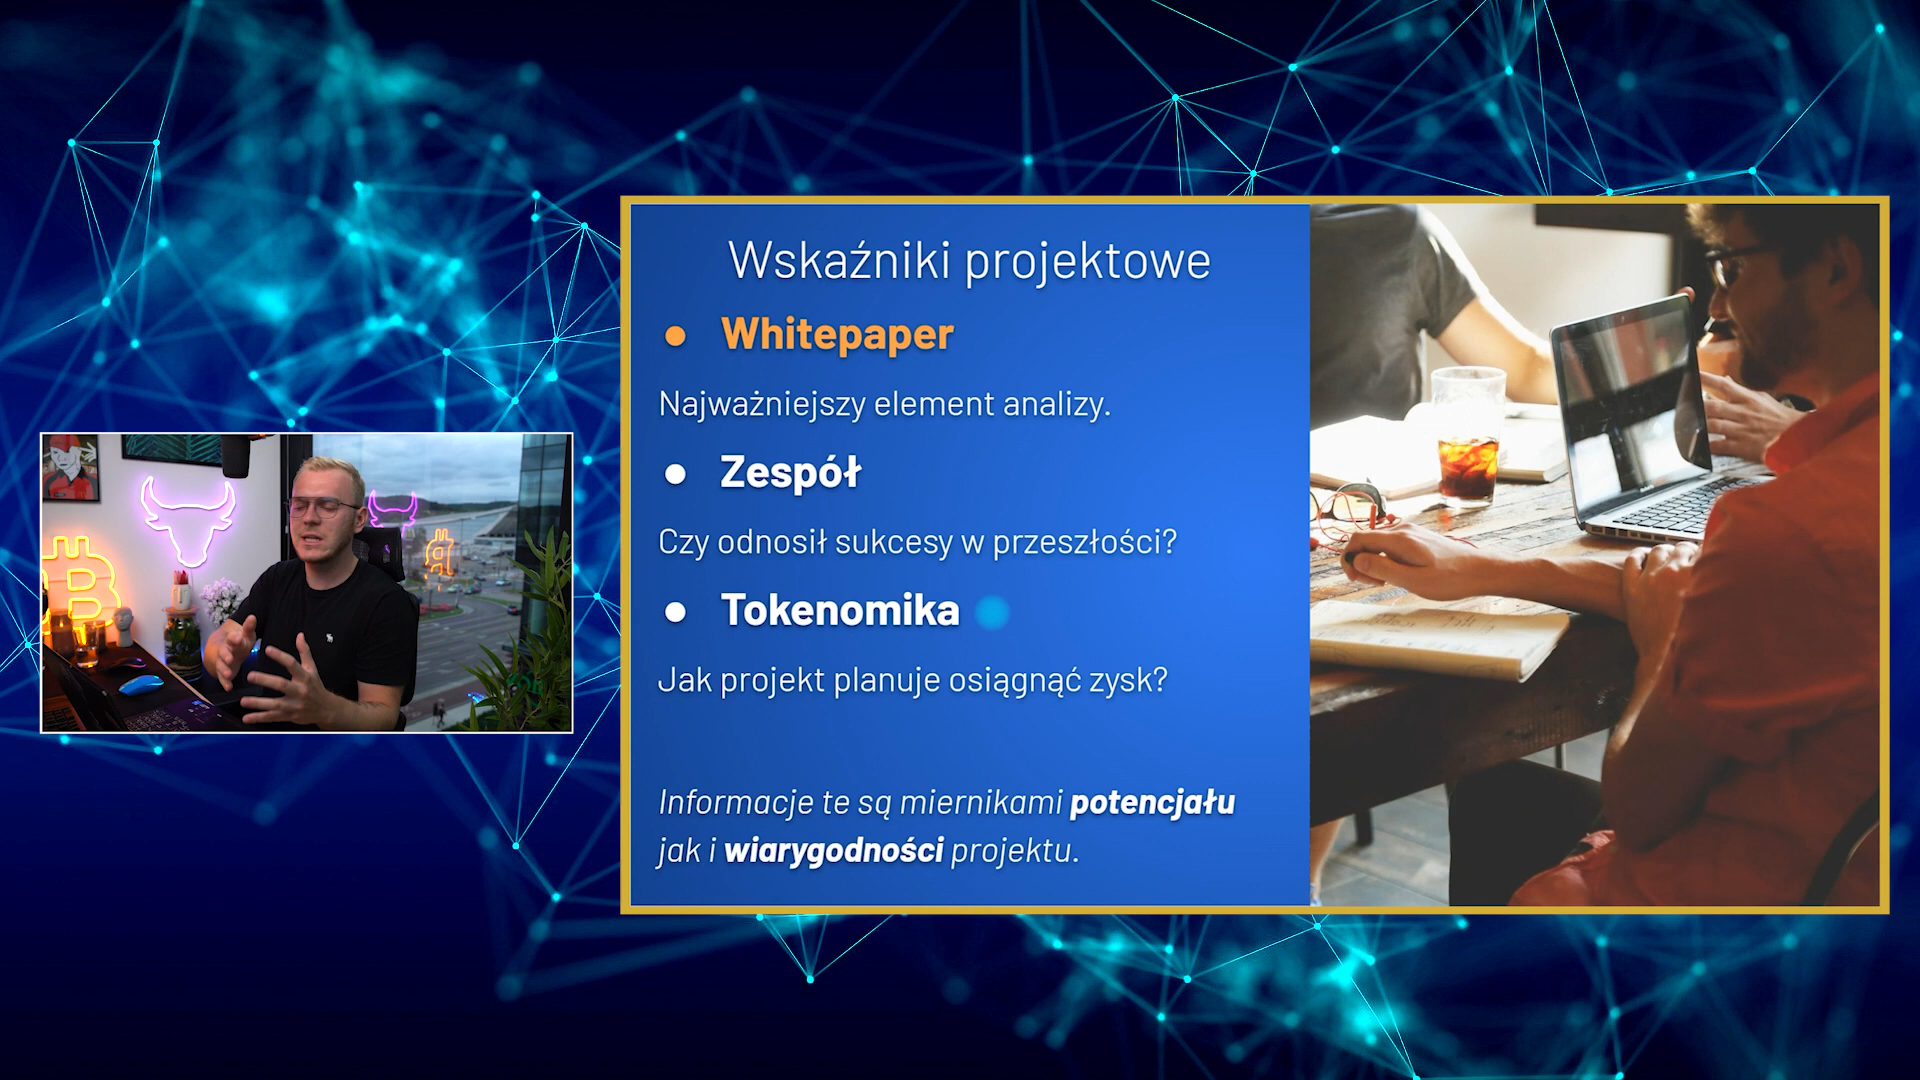 Wskaźniki projektowe
● Whitepaper
Najważniejszy element analizy.
● Zespół
Czy odnosił sukcesy w przeszłości?
● Tokenomika
Jak projekt planuje osiągnąć zysk?
Informacje te są miernikami potencjału
jak i wiarygodności projektu.